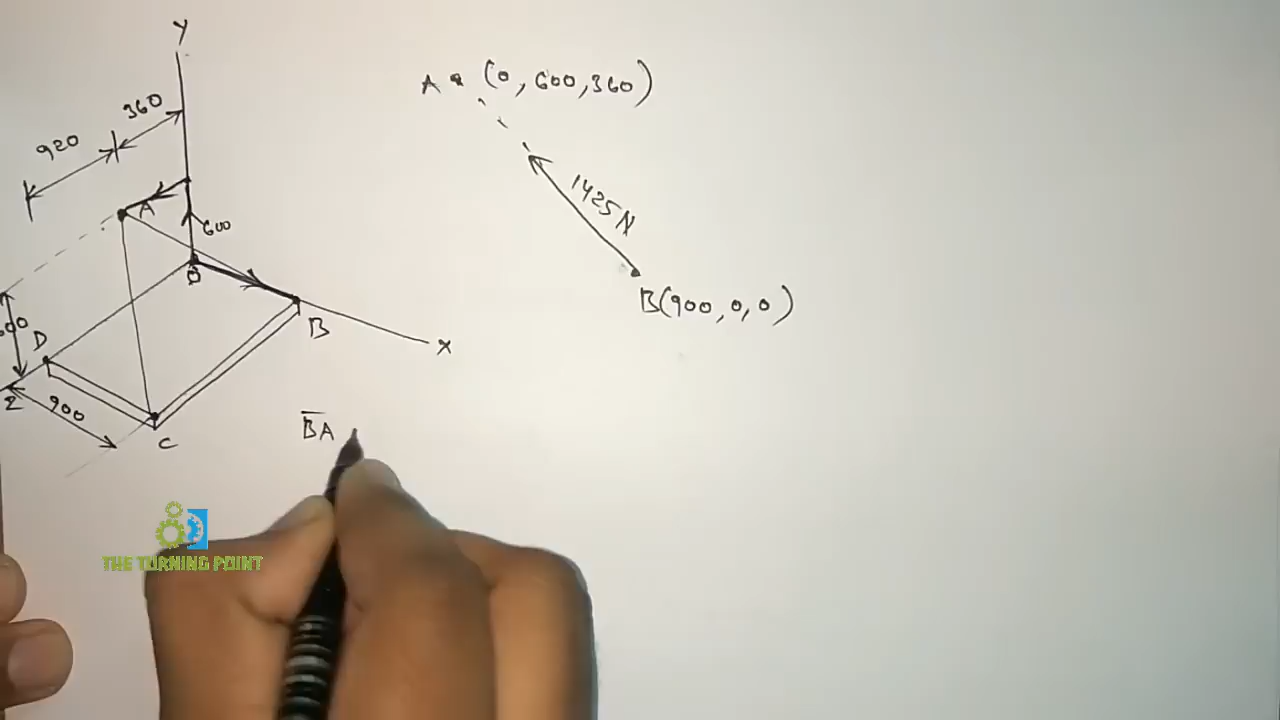 Y
360
920
A
600
O
B
X
D
Z
900
C
A = (0, 600, 360)
1425 N
B(900, 0, 0)
BA
THE TURNING POINT